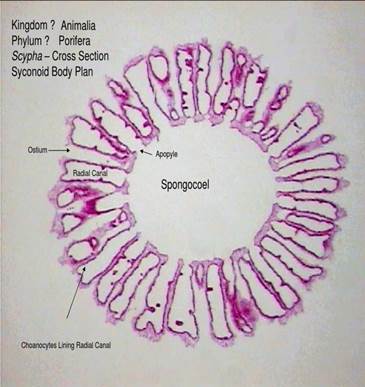 Kingdom ? Animalia
Phylum ? Porifera
Scypha – Cross Section
Syconoid Body Plan
Ostium
Apopyle
Radial Canal
Spongocoel
Choanocytes Lining Radial Canal